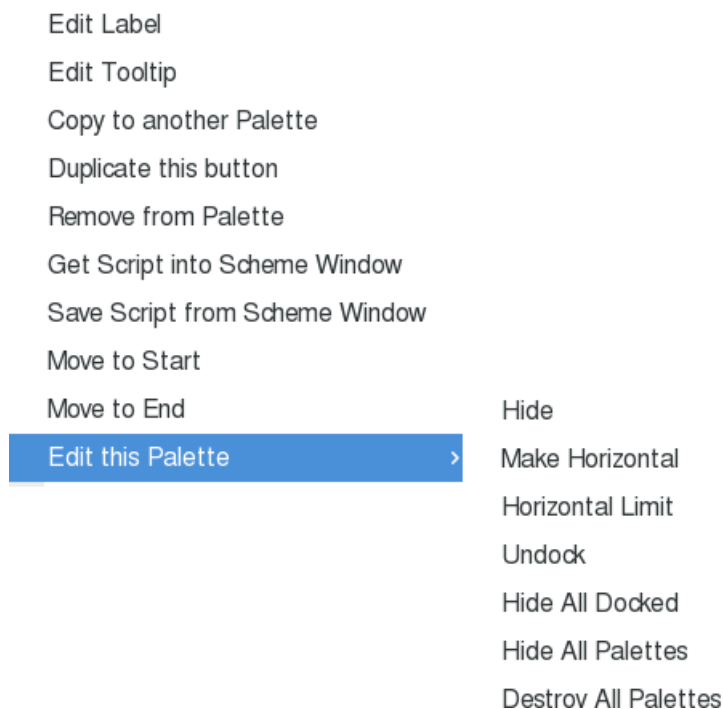 Edit Label
Edit Tooltip
Copy to another Palette
Duplicate this button
Remove from Palette
Get Script into Scheme Window
Save Script from Scheme Window
Move to Start
Move to End
Edit this Palette
Hide
Make Horizontal
Horizontal Limit
Undock
Hide All Docked
Hide All Palettes
Destroy All Palettes